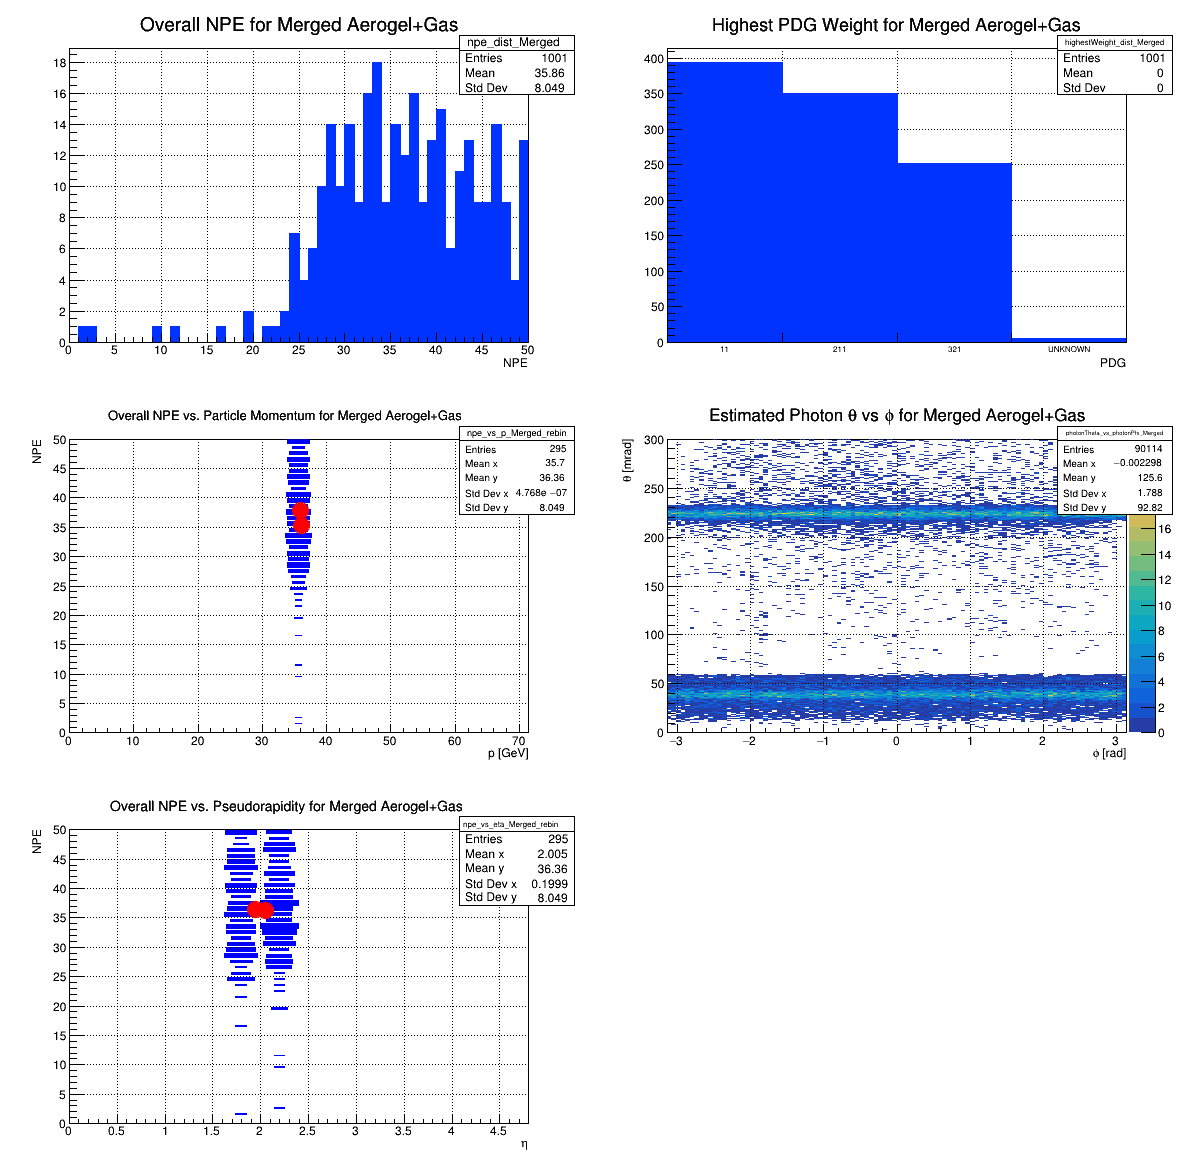 Overall NPE for Merged Aerogel+Gas
npe_dist_Merged
Entries 1001
Mean 35.86
Std Dev 8.049
18
16
14
12
10
8
6
4
2
0
0 5 10 15 20 25 30 35 40 45 50
NPE
Highest PDG Weight for Merged Aerogel+Gas
highestWeight_dist_Merged
Entries 1001
Mean 0
Std Dev 0
400
350
300
250
200
150
100
50
0
11 211 321 UNKNOWN
PDG
Overall NPE vs. Particle Momentum for Merged Aerogel+Gas
npe_vs_p_Merged_rebin
Entries 295
Mean x 35.7
Mean y 36.36
Std Dev x 4.768e −07
Std Dev y 8.049
NPE
50
45
40
35
30
25
20
15
10
5
0
0 10 20 30 40 50 60 70
p [GeV]
Estimated Photon θ vs ϕ for Merged Aerogel+Gas
photonTheta_vs_photonPhi_Merged
Entries 90114
Mean x −0.002298
Mean y 125.6
Std Dev x 1.788
Std Dev y 92.82
θ [mrad]
300
250
200
150
100
50
0
−3 −2 −1 0 1 2 3
ϕ [rad]
16
14
12
10
8
6
4
2
0
Overall NPE vs. Pseudorapidity for Merged Aerogel+Gas
npe_vs_eta_Merged_rebin
Entries 295
Mean x 2.005
Mean y 36.36
Std Dev x 0.1999
Std Dev y 8.049
NPE
50
45
40
35
30
25
20
15
10
5
0
0 0.5 1 1.5 2 2.5 3 3.5 4 4.5
η